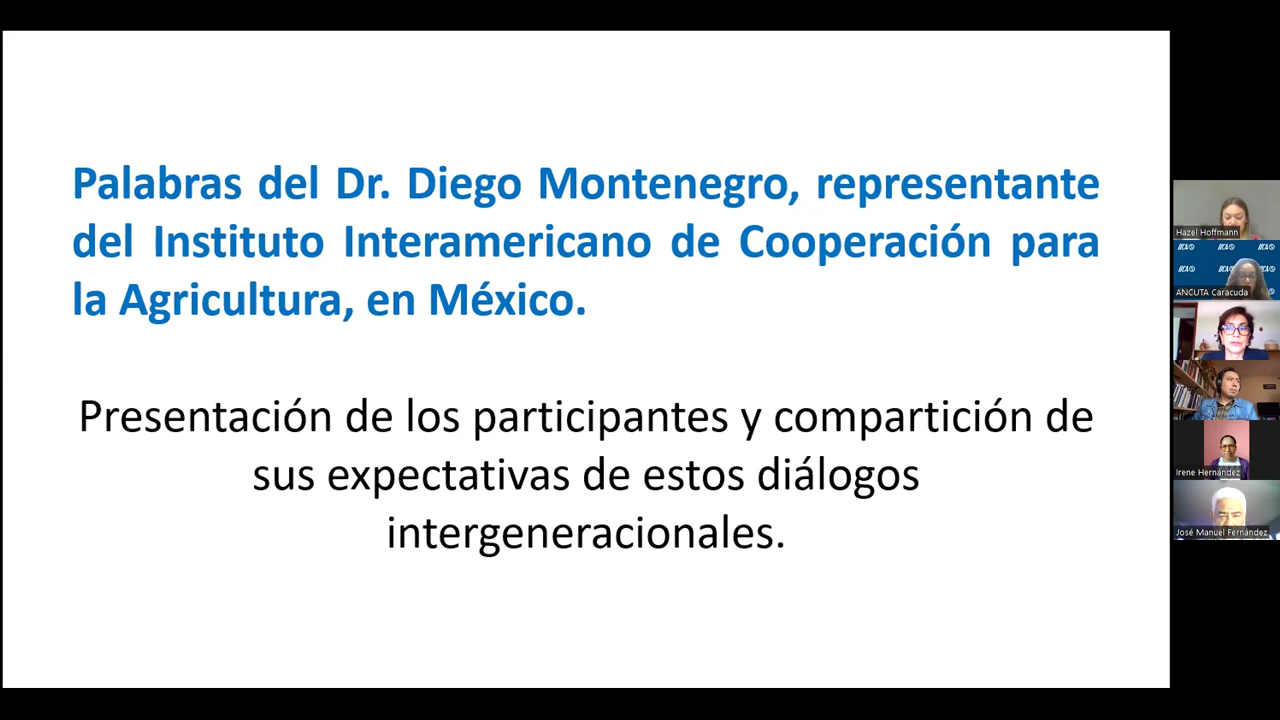 Palabras del Dr. Diego Montenegro, representante
del Instituto Interamericano de Cooperación para
la Agricultura, en México.
Presentación de los participantes y compartición de
sus expectativas de estos diálogos
intergeneracionales.
Hazel Hoffmann
ANCUTA Caracuda
Irene Hernández
José Manuel Fernández